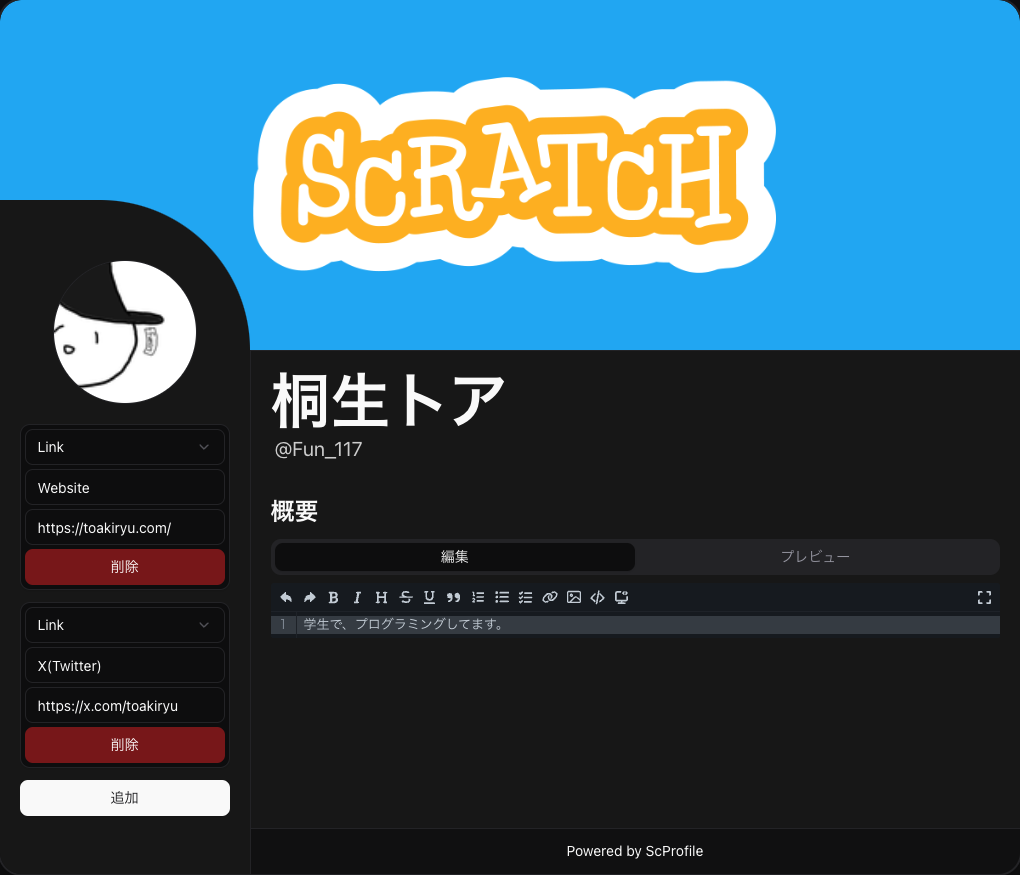 SCRATCH
Link
Website
https://toakiryu.com/
削除
Link
X(Twitter)
https://x.com/toakiryu
削除
追加
桐生トア
@Fun_117
概要
編集
プレビュー
B I H S U
1 学生で、プログラミングしてます。
Powered by ScProfile